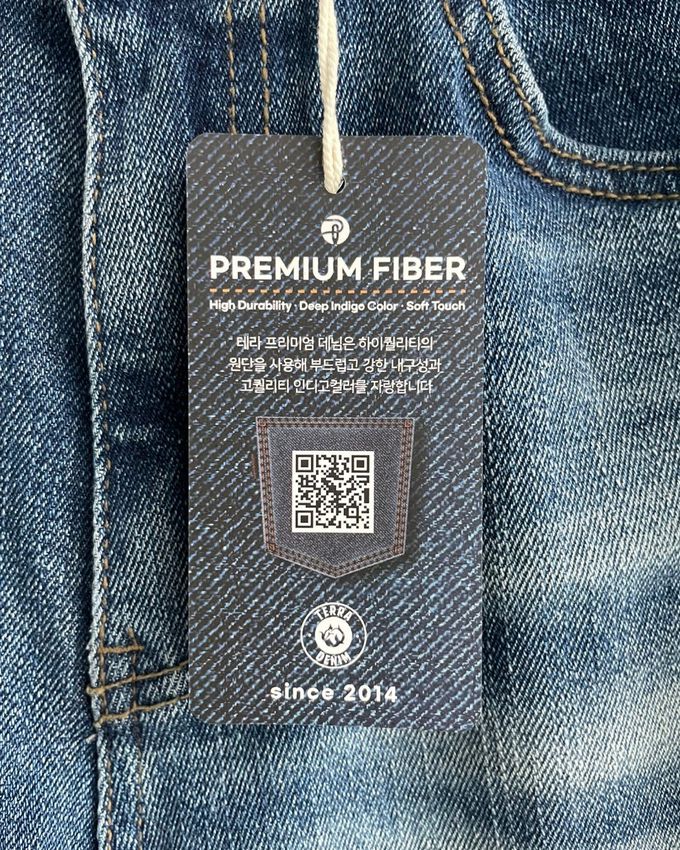 PREMIUM FIBER
High Durability · Deep Indigo Color · Soft Touch
테라 프리미엄 데님은 하이퀄리티의
원단을 사용해 부드럽고 강한 내구성과
고퀄리티 인디고컬러를 자랑합니다
TERRA
DENIM
since 2014